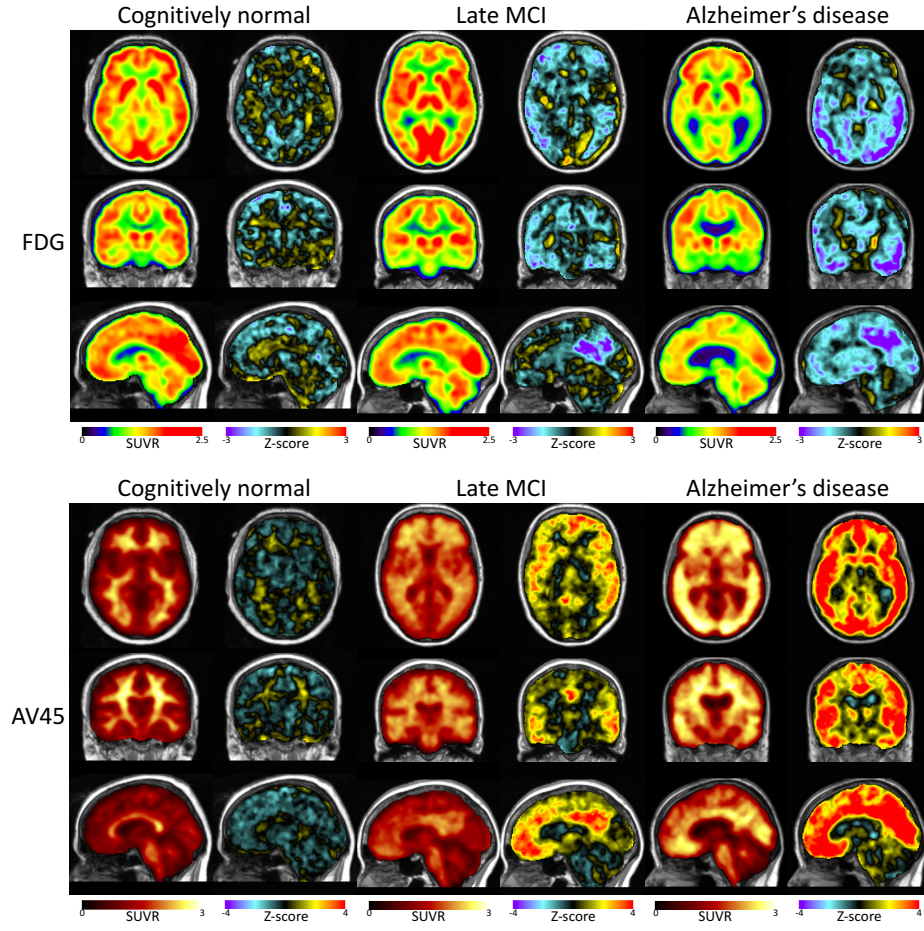 Cognitively normal Late MCI Alzheimer’s disease
FDG
0 SUVR 2.5 -3 Z-score 3 0 SUVR 2.5 -3 Z-score 3 0 SUVR 2.5 -3 Z-score 3
Cognitively normal Late MCI Alzheimer’s disease
AV45
0 SUVR 3 -4 Z-score 4 0 SUVR 3 -4 Z-score 4 0 SUVR 3 -4 Z-score 4